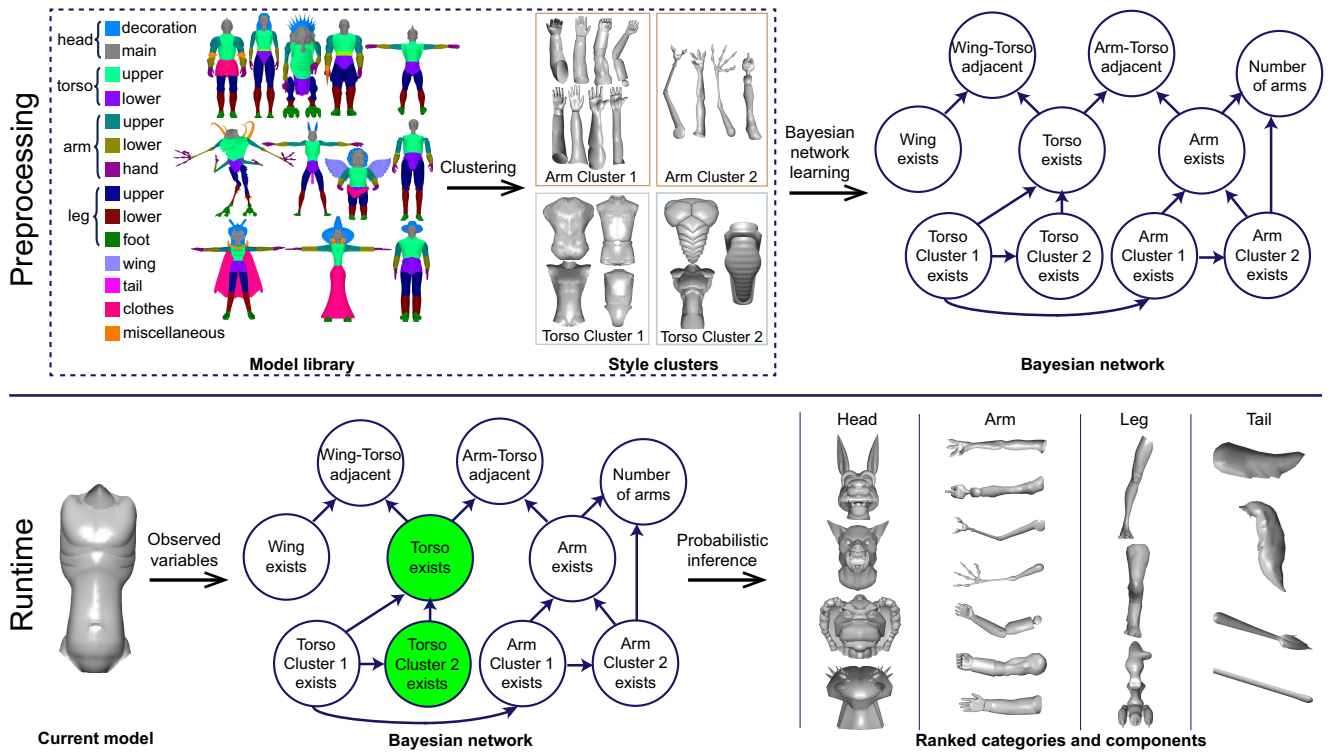 Preprocessing
head
decoration
main
torso
upper
lower
arm
upper
lower
hand
leg
upper
lower
foot
wing
tail
clothes
miscellaneous
Model library
Clustering
Arm Cluster 1
Arm Cluster 2
Torso Cluster 1
Torso Cluster 2
Style clusters
Bayesian
network
learning
Wing-Torso
adjacent
Arm-Torso
adjacent
Number
of arms
Wing
exists
Torso
exists
Arm
exists
Torso
Cluster 1
exists
Torso
Cluster 2
exists
Arm
Cluster 1
exists
Arm
Cluster 2
exists
Bayesian network
Runtime
Current model
Observed
variables
Wing-Torso
adjacent
Arm-Torso
adjacent
Number
of arms
Wing
exists
Torso
exists
Arm
exists
Torso
Cluster 1
exists
Torso
Cluster 2
exists
Arm
Cluster 1
exists
Arm
Cluster 2
exists
Bayesian network
Probabilistic
inference
Head
Arm
Leg
Tail
Ranked categories and components